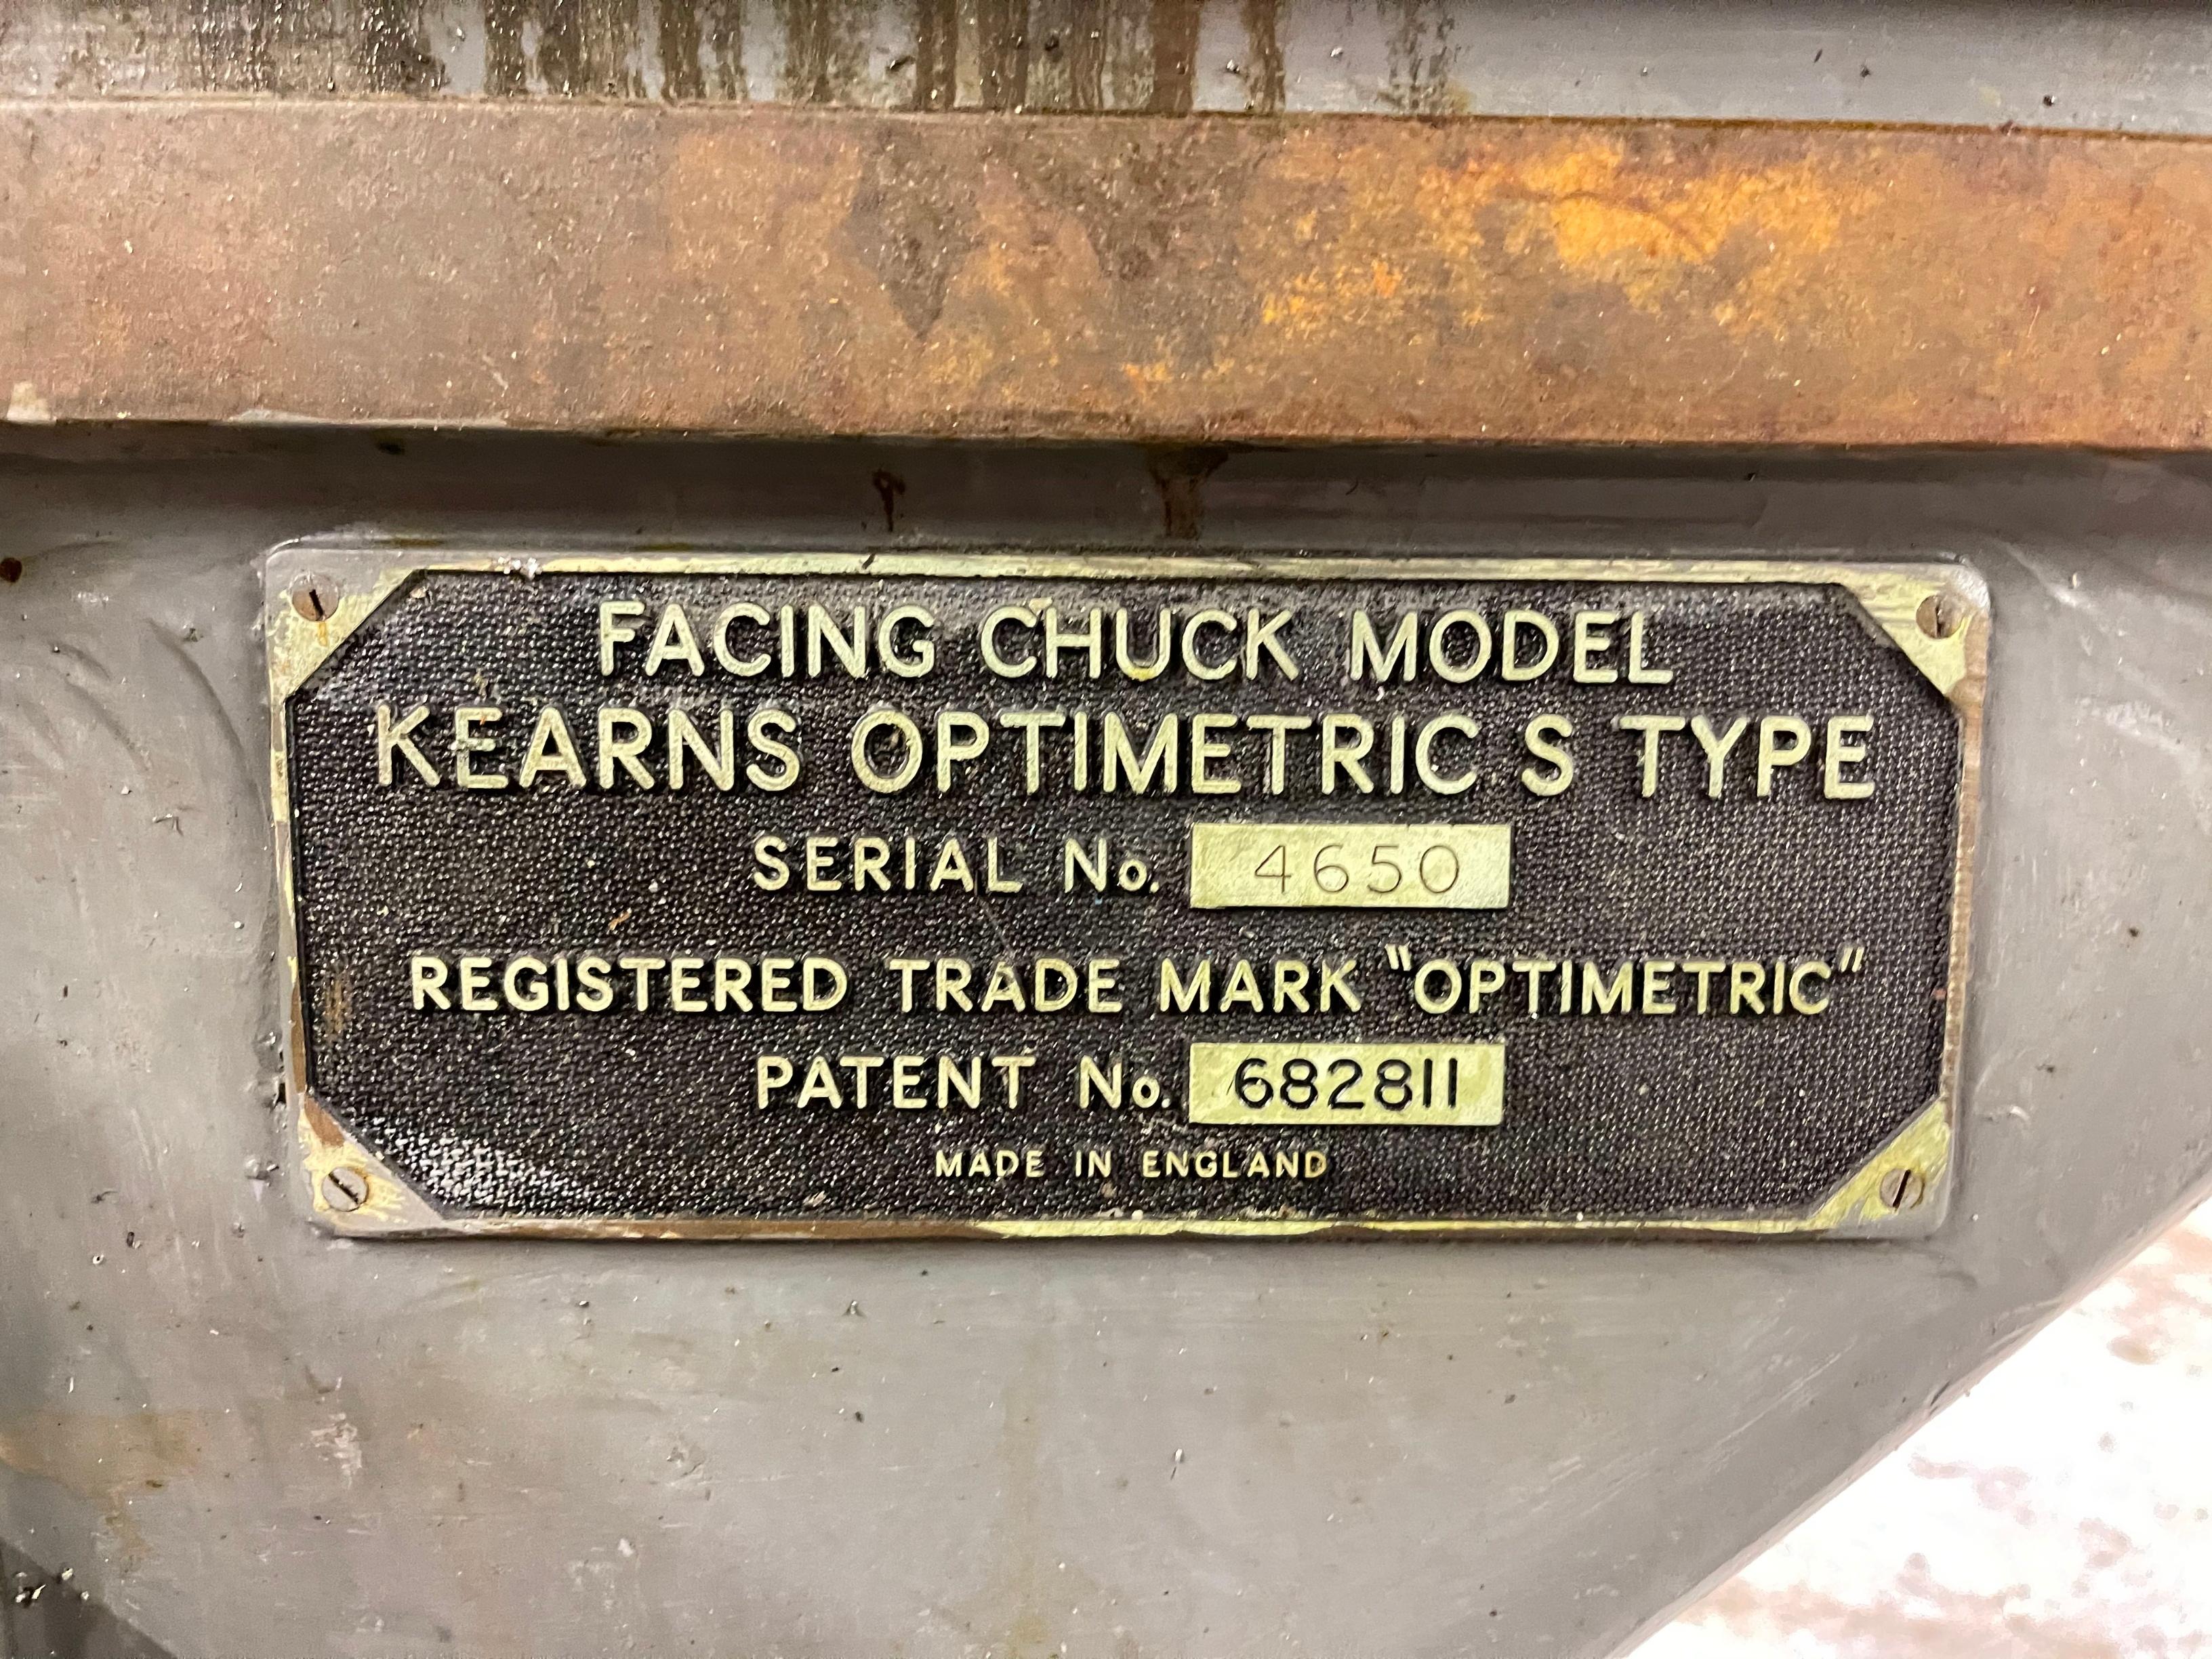 FACING CHUCK MODEL
KEARNS OPTIMETRIC S TYPE
SERIAL No. 4650
REGISTERED TRADE MARK "OPTIMETRIC"
PATENT No. 682811
MADE IN ENGLAND